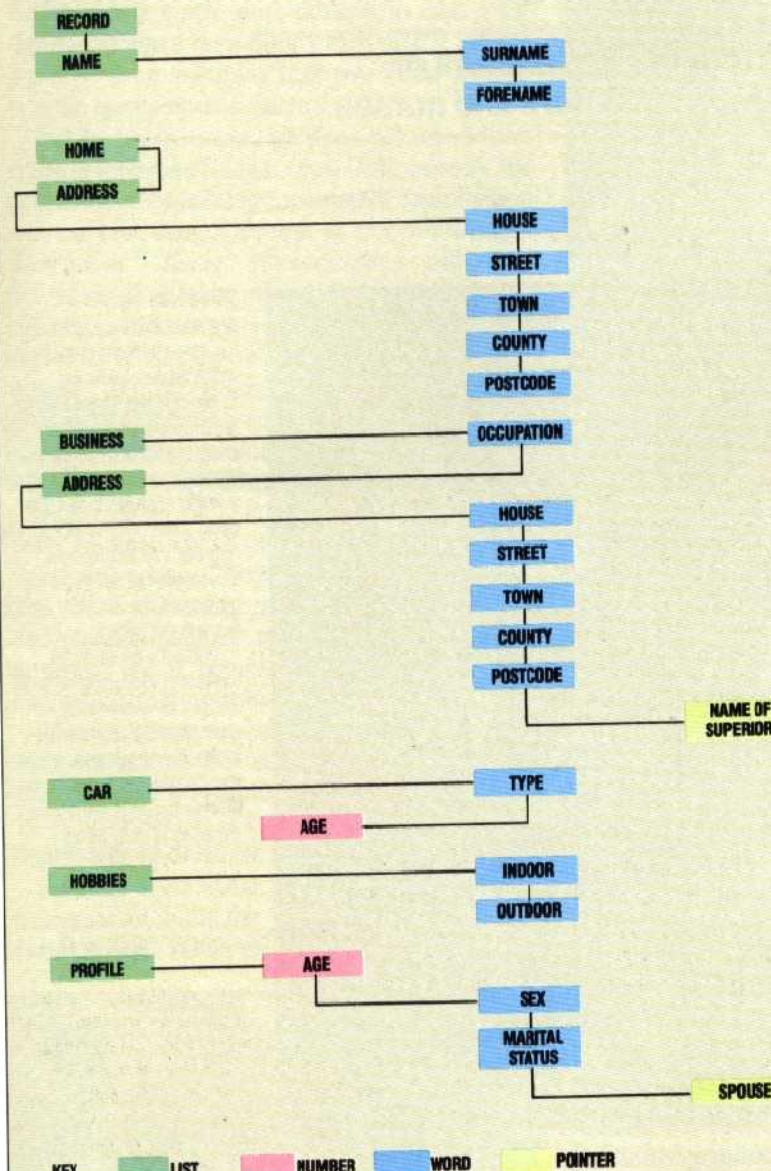 RECORD
NAME
SURNAME
FORENAME
HOME
ADDRESS
HOUSE
STREET
TOWN
COUNTY
POSTCODE
BUSINESS
OCCUPATION
ADDRESS
HOUSE
STREET
TOWN
COUNTY
POSTCODE
NAME OF
SUPERIOR
CAR
TYPE
AGE
HOBBIES
INDOOR
OUTDOOR
PROFILE
AGE
SEX
MARITAL
STATUS
SPOUSE
KEY LIST NUMBER WORD POINTER